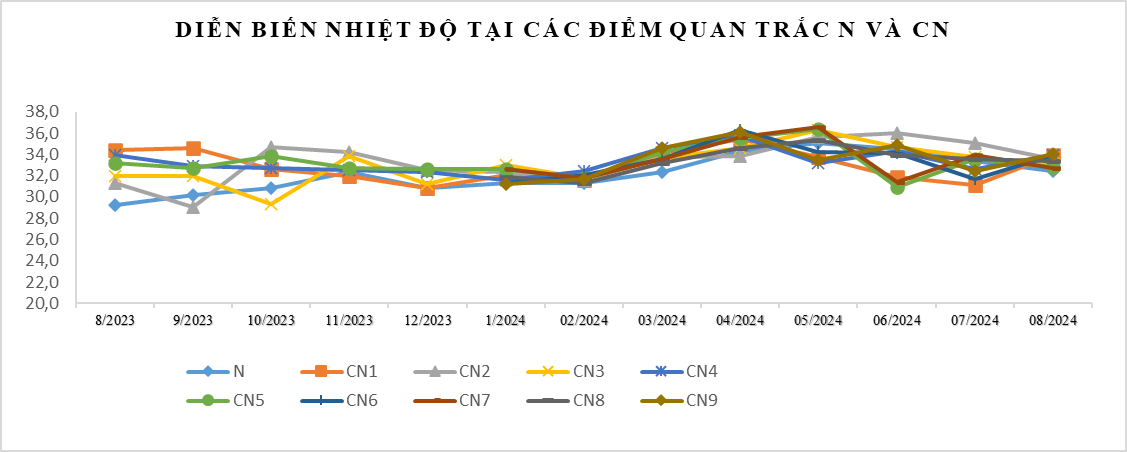 DIỄN BIẾN NHIỆT ĐỘ TẠI CÁC ĐIỂM QUAN TRẮC N VÀ CN
38,0
36,0
34,0
32,0
30,0
28,0
26,0
24,0
22,0
20,0
8/2023 9/2023 10/2023 11/2023 12/2023 1/2024 02/2024 03/2024 04/2024 05/2024 06/2024 07/2024 08/2024
N CN1 CN2 CN3 CN4
CN5 CN6 CN7 CN8 CN9